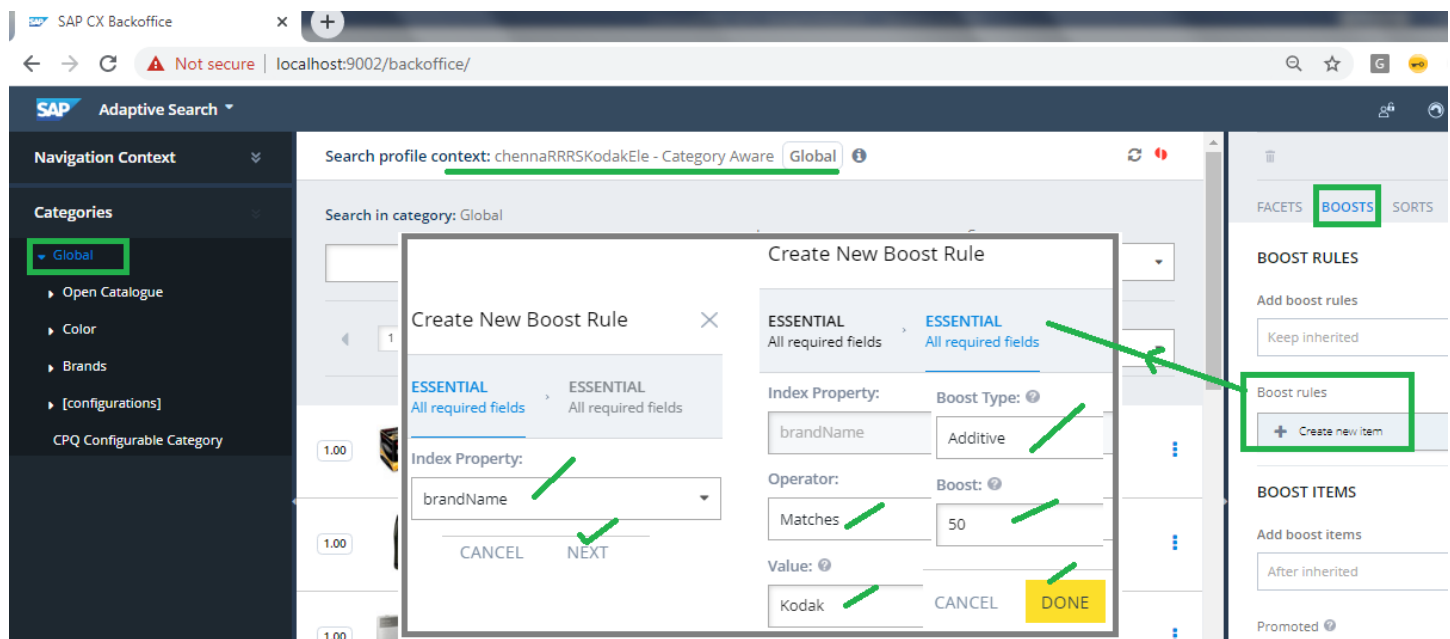 SAP CX Backoffice
Not secure | localhost:9002/backoffice/
G
SAP Adaptive Search
Navigation Context
Categories
Global
Open Catalogue
Color
Brands
[configurations]
CPQ Configurable Category
Search profile context: chennaRRRSKodakEle - Category Aware Global
Search in category: Global
1
1.00
1.00
1.00
Create New Boost Rule
ESSENTIAL
All required fields
ESSENTIAL
All required fields
Index Property:
brandName
CANCEL NEXT
Create New Boost Rule
ESSENTIAL
All required fields
ESSENTIAL
All required fields
Index Property:
brandName
Operator:
Matches
Value:
Kodak
Boost Type:
Additive
Boost:
50
CANCEL DONE
FACETS BOOSTS SORTS
BOOST RULES
Add boost rules
Keep inherited
Boost rules
+ Create new item
BOOST ITEMS
Add boost items
After inherited
Promoted